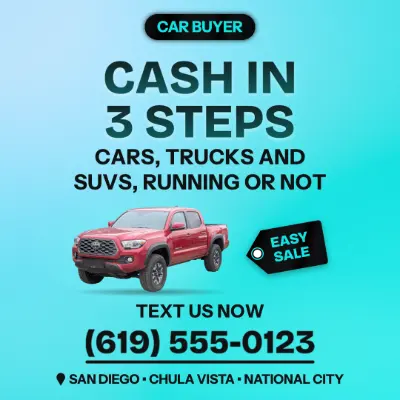 CAR BUYER
CASH IN
3 STEPS
CARS, TRUCKS AND
SUVS, RUNNING OR NOT
EASY
SALE
TEXT US NOW
(619) 555-0123
SAN DIEGO • CHULA VISTA • NATIONAL CITY